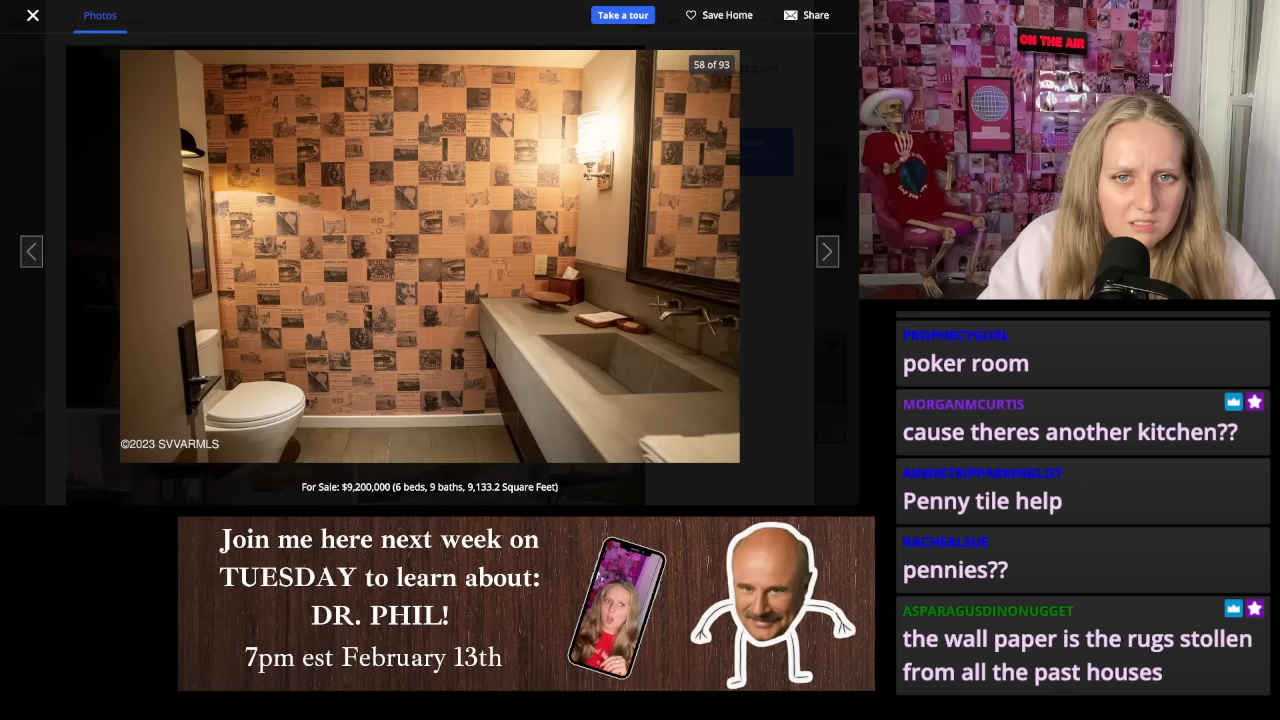 Photos
Take a tour
Save Home
Share
58 of 93
ON THE AIR
©2023 SVVARMLS
For Sale: $9,200,000 (6 beds, 9 baths, 9,133.2 Square Feet)
Join me here next week on
TUESDAY to learn about:
DR. PHIL!
7pm est February 13th
PROPHECYGURL
poker room
MORGANMCURTIS
cause theres another kitchen??
AKWIKTRIPPARKINGLOT
Penny tile help
RACHEALEUE
pennies??
ASPARAGUSDINONUGGET
the wall paper is the rugs stollen
from all the past houses